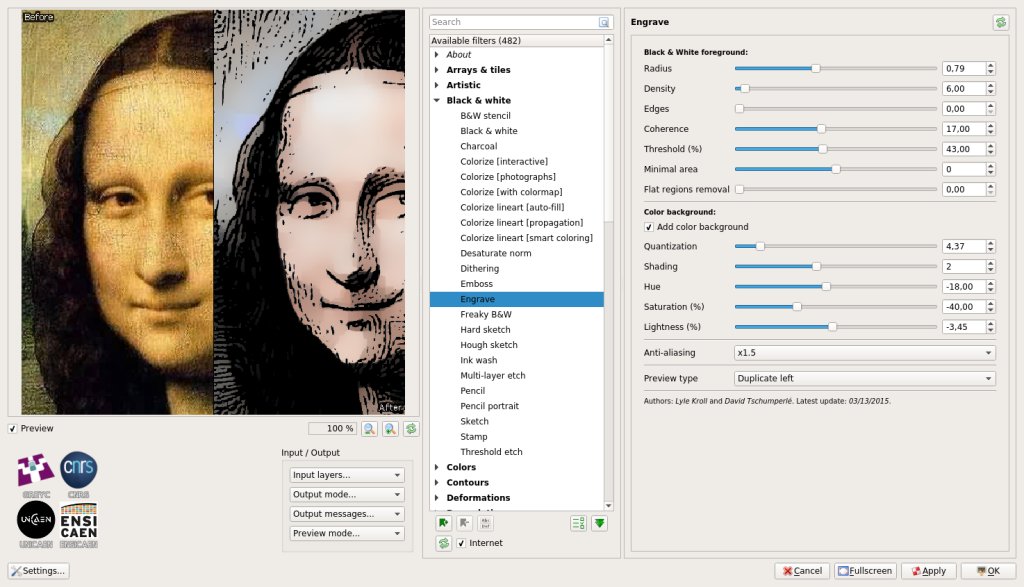 Before
After
Preview
100 %
GREYC
CNRS
cnrs
UNICAEN
UNICAEN
ENSI
CAEN
ENSICAEN
Input / Output
Input layers...
Output mode...
Output messages...
Preview mode...
Settings...
Search
Available filters (482)
About
Arrays & tiles
Artistic
Black & white
B&W stencil
Black & white
Charcoal
Colorize [interactive]
Colorize [photographs]
Colorize [with colormap]
Colorize lineart [auto-fill]
Colorize lineart [propagation]
Colorize lineart [smart coloring]
Desaturate norm
Dithering
Emboss
Engrave
Freaky B&W
Hard sketch
Hough sketch
Ink wash
Multi-layer etch
Pencil
Pencil portrait
Sketch
Stamp
Threshold etch
Colors
Contours
Deformations
Internet
Engrave
Black & White foreground:
Radius 0,79
Density 6,00
Edges 0,00
Coherence 17,00
Threshold (%) 43,00
Minimal area 0
Flat regions removal 0,00
Color background:
Add color background
Quantization 4,37
Shading 2
Hue -18,00
Saturation (%) -40,00
Lightness (%) -3,45
Anti-aliasing x1.5
Preview type Duplicate left
Authors: Lyle Kroll and David Tschumperlé. Latest update: 03/13/2015.
Cancel
Fullscreen
Apply
OK